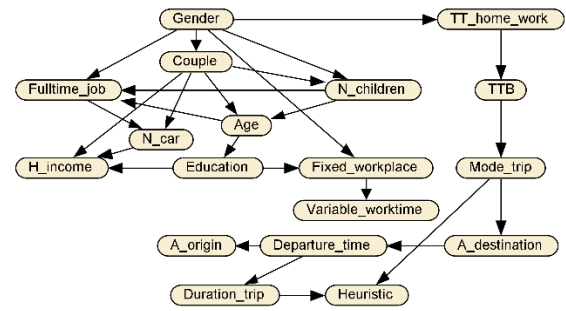 Gender
TT_home_work
Couple
Fulltime_job
N_children
TTB
Age
N_car
H_income
Education
Fixed_workplace
Mode_trip
Variable_worktime
A_origin
Departure_time
A_destination
Duration_trip
Heuristic